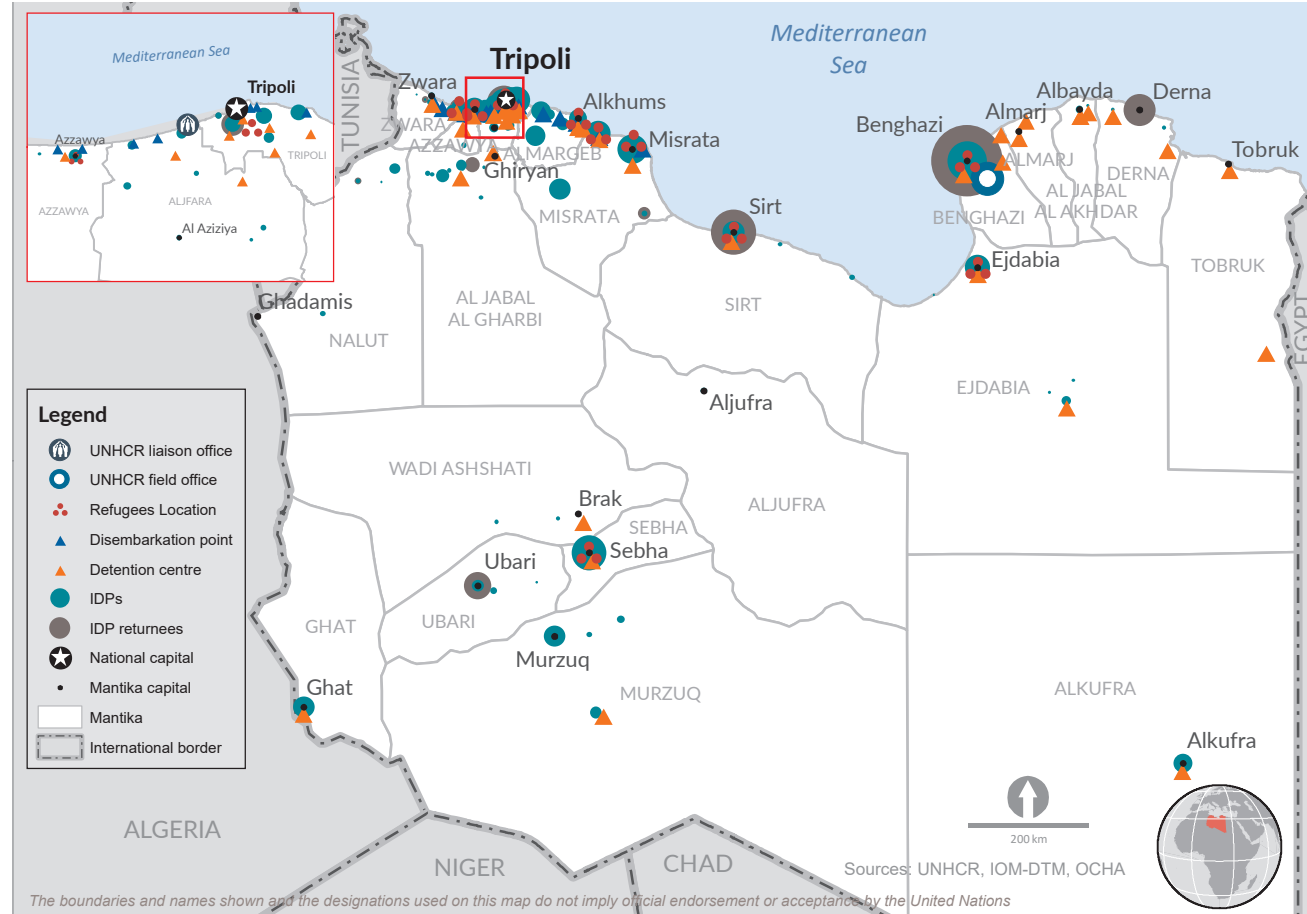 Mediterranean Sea
Tripoli
Azzawya
TRIPOLI
AZZAWYA
ALJFARA
Al Aziziya
Mediterranean
Sea
Tripoli
TUNISIA
Zwara
ZWARA
AZZAWYA
Alkhums
ALMARGEB
Misrata
Ghiryan
MISRATA
Sirt
Benghazi
Almarj
Albayda
Derna
Tobruk
ALMARJ
DERNA
AL JABAL
AL AKHDAR
BENGHAZI
Ejdabia
TOBRUK
EGYPT
Ghadamis
NALUT
AL JABAL
AL GHARBI
SIRT
EJDABIA
Aljufra
WADI ASHSHATI
Brak
SEBHA
ALJUFRA
Sebha
Ubari
UBARI
GHAT
Murzuq
Ghat
MURZUQ
ALKUFRA
Alkufra
Legend
UNHCR liaison office
UNHCR field office
Refugees Location
Disembarkation point
Detention centre
IDPs
IDP returnees
National capital
Mantika capital
Mantika
International border
ALGERIA
NIGER
CHAD
200 km
Sources: UNHCR, IOM-DTM, OCHA
The boundaries and names shown and the designations used on this map do not imply official endorsement or acceptance by the United Nations